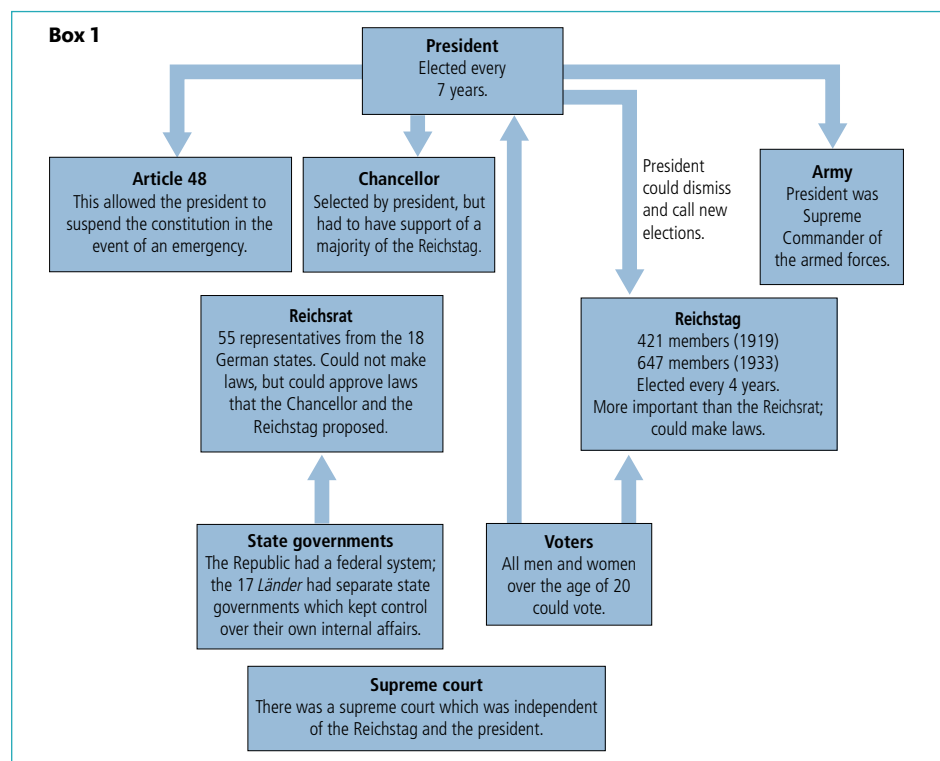 Box 1
President
Elected every
7 years.
Article 48
This allowed the president to
suspend the constitution in the
event of an emergency.
Chancellor
Selected by president, but
had to have support of a
majority of the Reichstag.
President
could dismiss
and call new
elections.
Army
President was
Supreme
Commander of
the armed forces.
Reichsrat
55 representatives from the 18
German states. Could not make
laws, but could approve laws
that the Chancellor and the
Reichstag proposed.
Reichstag
421 members (1919)
647 members (1933)
Elected every 4 years.
More important than the Reichsrat;
could make laws.
State governments
The Republic had a federal system;
the 17 Länder had separate state
governments which kept control
over their own internal affairs.
Voters
All men and women
over the age of 20
could vote.
Supreme court
There was a supreme court which was independent
of the Reichstag and the president.